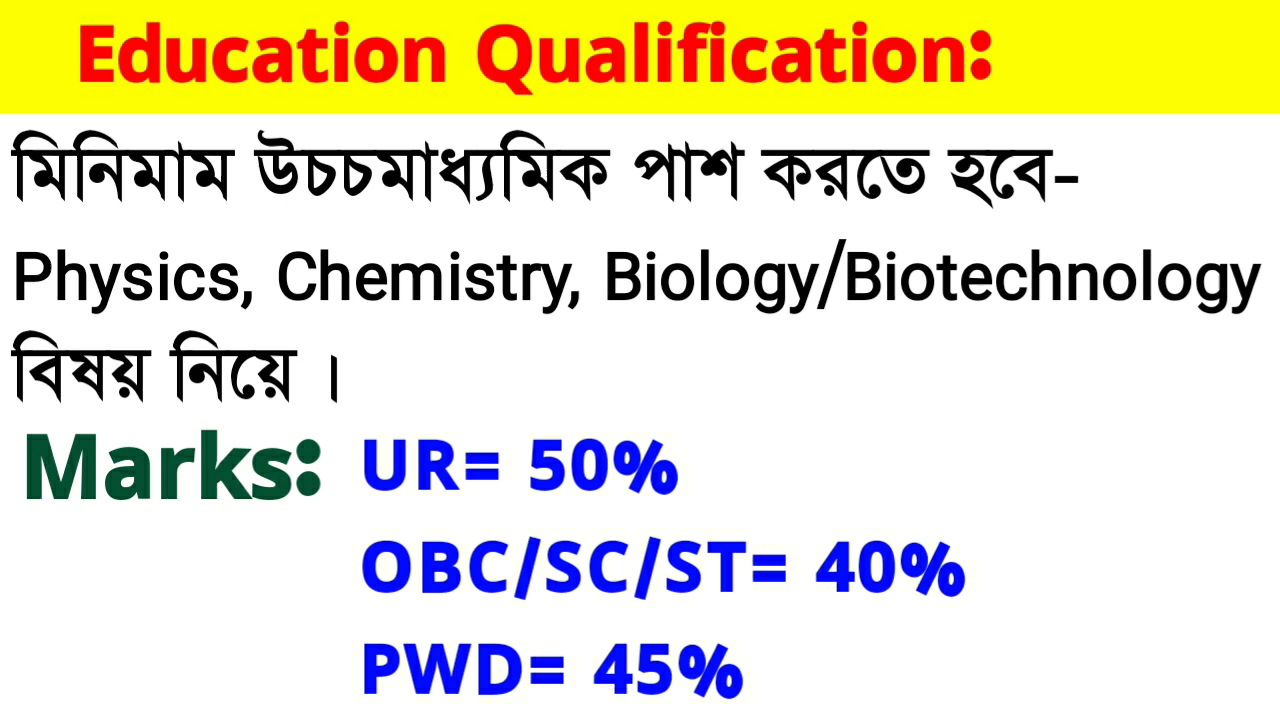 Education Qualification:
মিনিমাম উচচমাধ্যমিক পাশ করতে হবে-
Physics, Chemistry, Biology/Biotechnology
বিষয় নিয়ে ।
Marks: UR= 50%
OBC/SC/ST= 40%
PWD= 45%